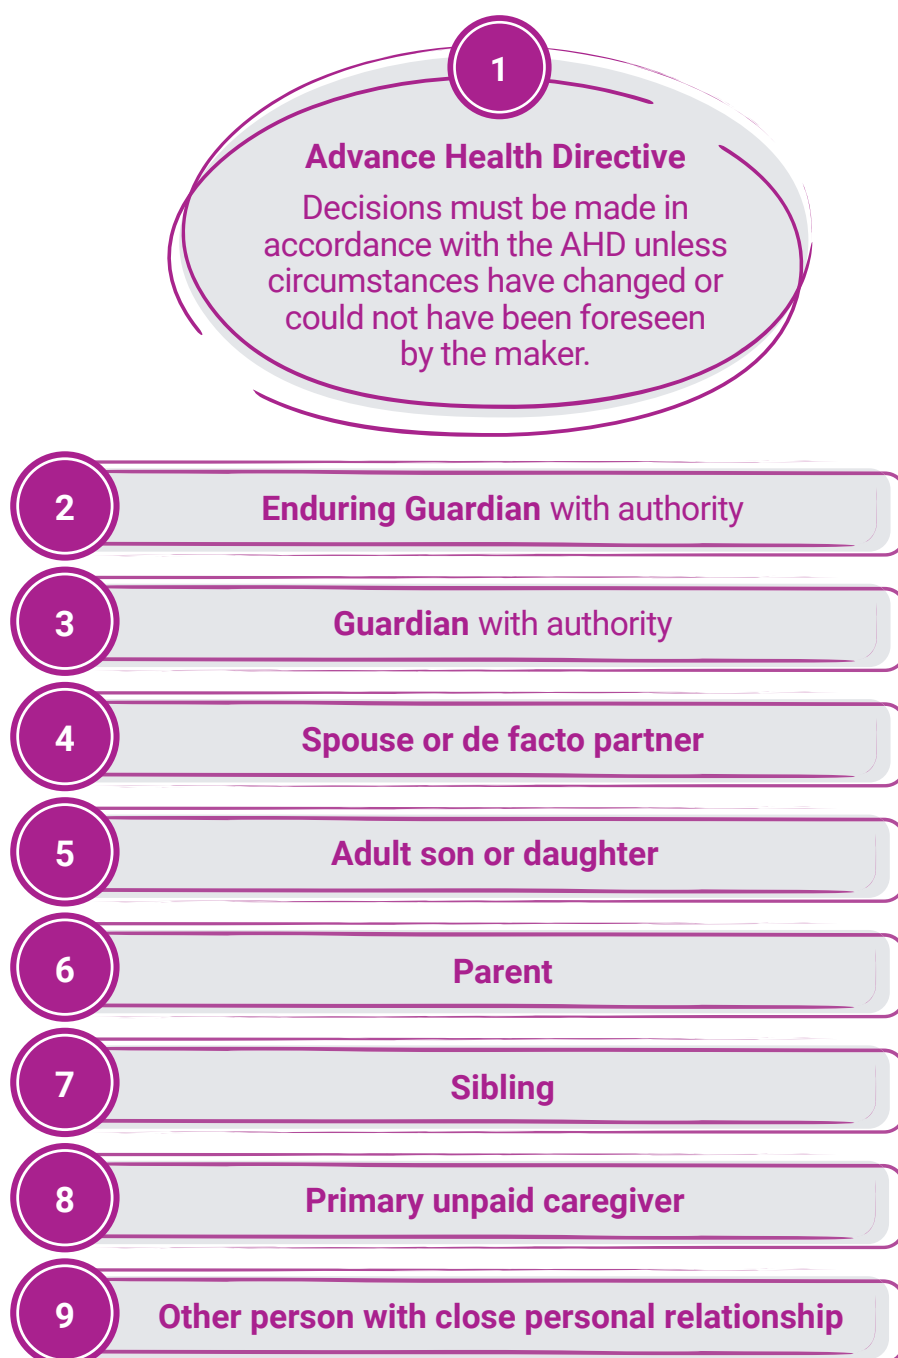 1
Advance Health Directive
Decisions must be made in
accordance with the AHD unless
circumstances have changed or
could not have been foreseen
by the maker.
2
Enduring Guardian with authority
3
Guardian with authority
4
Spouse or de facto partner
5
Adult son or daughter
6
Parent
7
Sibling
8
Primary unpaid caregiver
9
Other person with close personal relationship